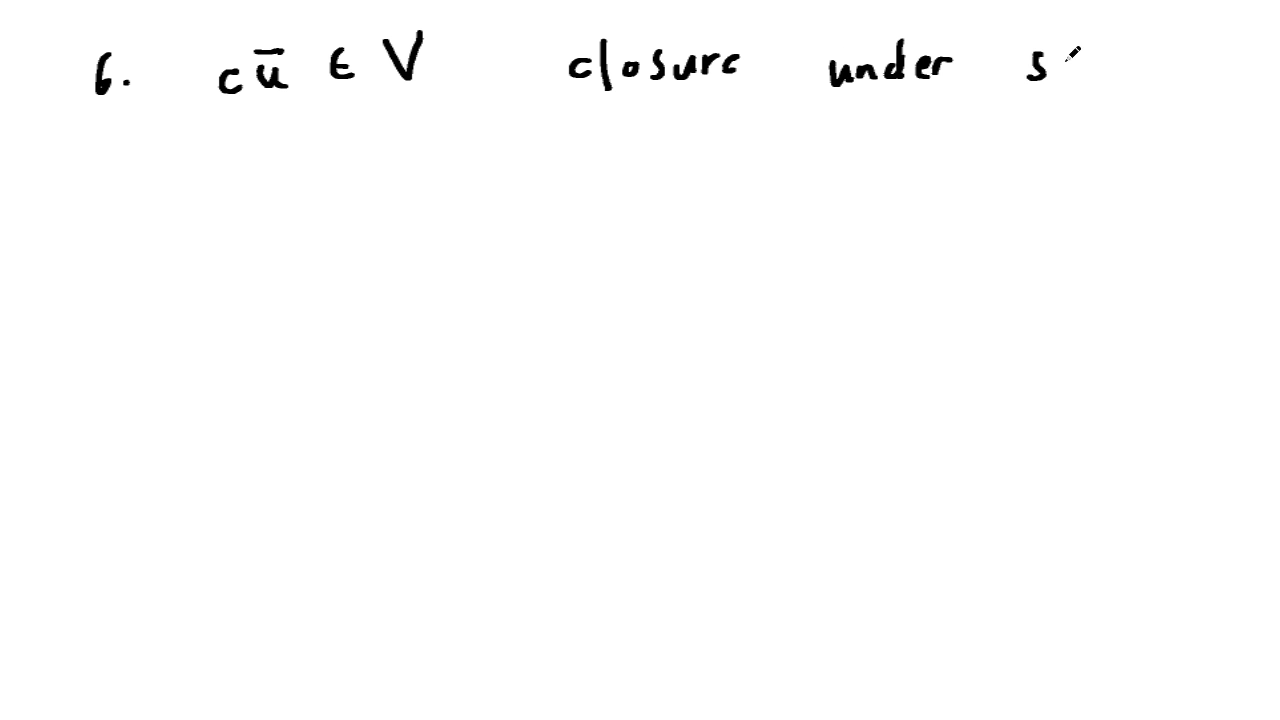 6. cū ∈ V closure under s